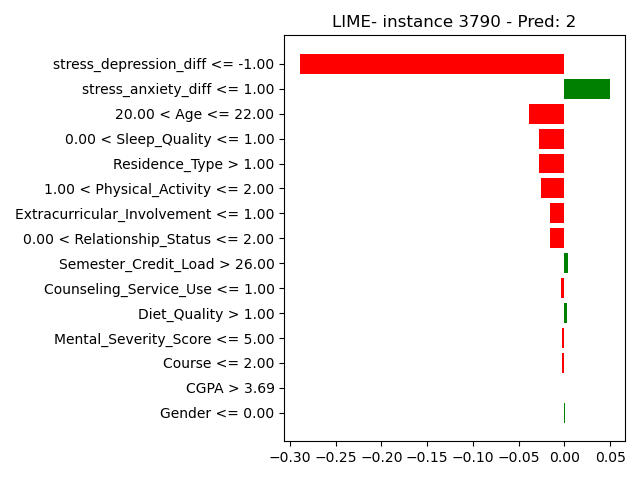 LIME- instance 3790 - Pred: 2
stress_depression_diff <= -1.00
stress_anxiety_diff <= 1.00
20.00 < Age <= 22.00
0.00 < Sleep_Quality <= 1.00
Residence_Type > 1.00
1.00 < Physical_Activity <= 2.00
Extracurricular_Involvement <= 1.00
0.00 < Relationship_Status <= 2.00
Semester_Credit_Load > 26.00
Counseling_Service_Use <= 1.00
Diet_Quality > 1.00
Mental_Severity_Score <= 5.00
Course <= 2.00
CGPA > 3.69
Gender <= 0.00
−0.30 −0.25 −0.20 −0.15 −0.10 −0.05 0.00 0.05